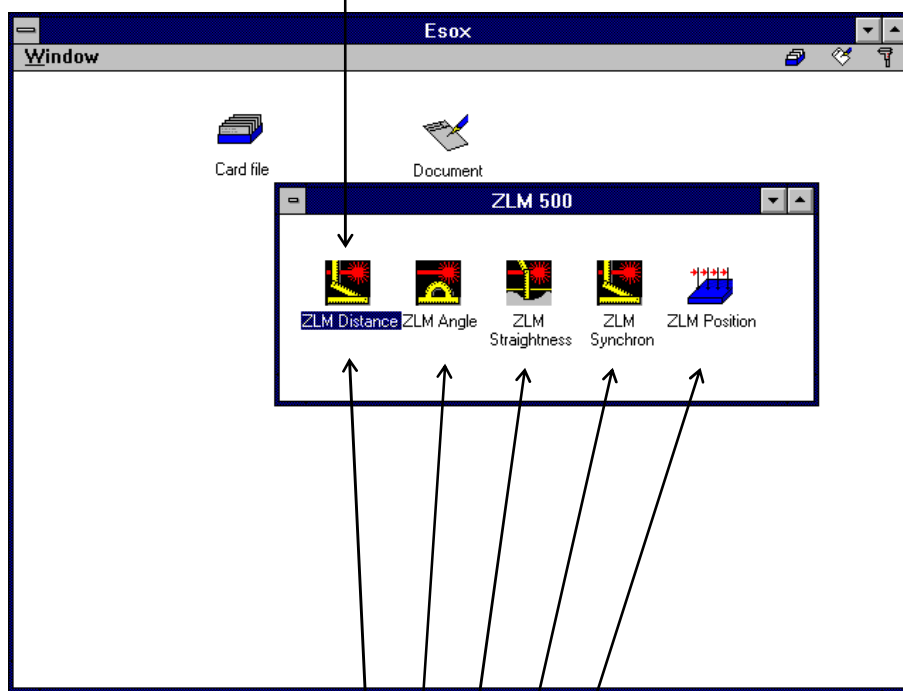 Esox
Window
Card file
Document
ZLM 500
ZLM Distance
ZLM Angle
ZLM
Straightness
ZLM
Synchron
ZLM Position